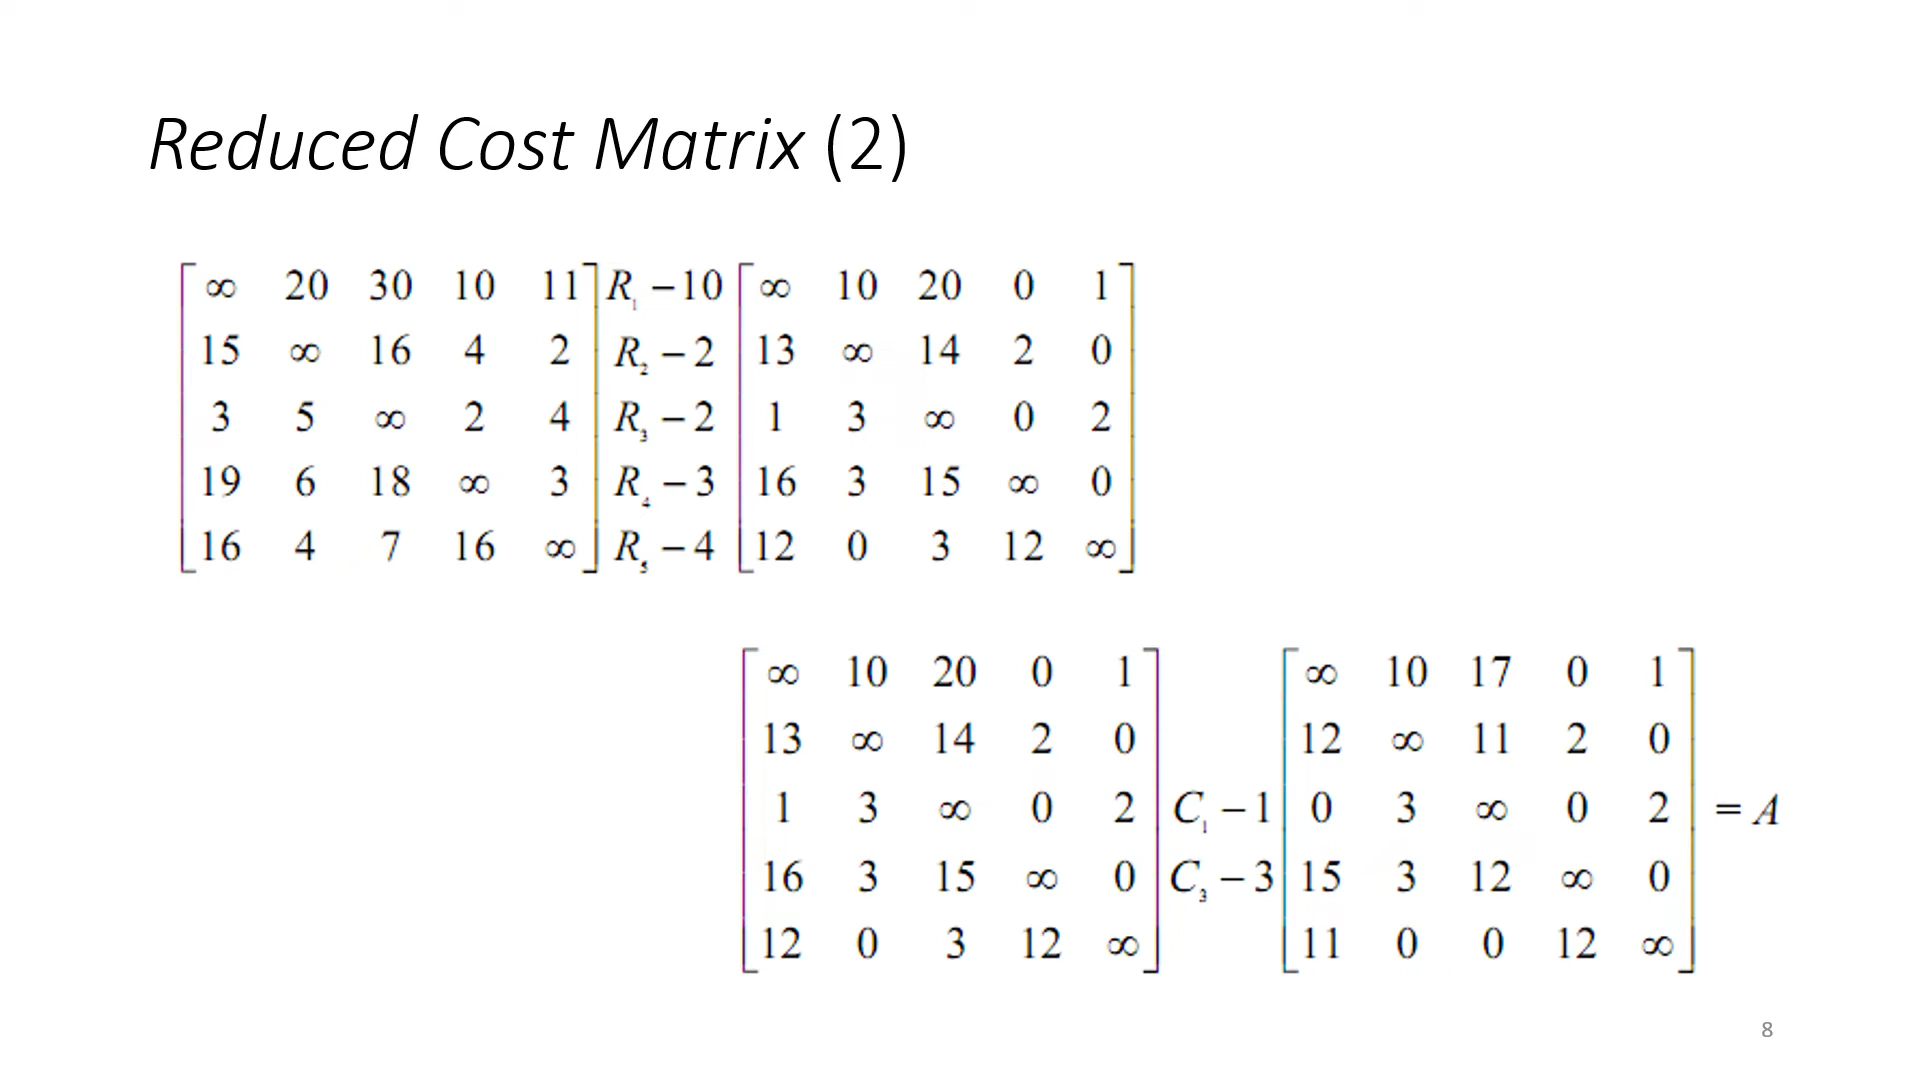 Reduced Cost Matrix (2)
∞ 20 30 10 11 R₁ − 10 ∞ 10 20 0 1
15 ∞ 16 4 2 R₂ − 2 13 ∞ 14 2 0
3 5 ∞ 2 4 R₃ − 2 1 3 ∞ 0 2
19 6 18 ∞ 3 R₄ − 3 16 3 15 ∞ 0
16 4 7 16 ∞ R₅ − 4 12 0 3 12 ∞
∞ 10 20 0 1 ∞ 10 17 0 1
13 ∞ 14 2 0 12 ∞ 11 2 0
1 3 ∞ 0 2 C₁ − 1 0 3 ∞ 0 2 = A
16 3 15 ∞ 0 C₃ − 3 15 3 12 ∞ 0
12 0 3 12 ∞ 11 0 0 12 ∞
8